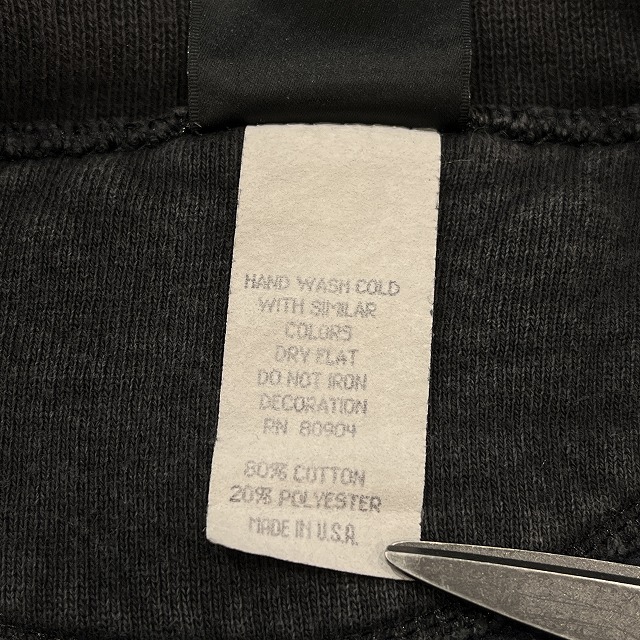 HAND WASH COLD
WITH SIMILAR
COLORS
DRY FLAT
DO NOT IRON
DECORATION
RN 80904
80% COTTON
20% POLYESTER
MADE IN U.S.A.